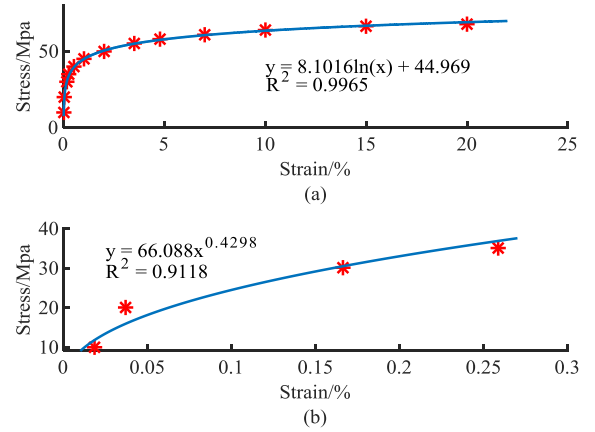 Stress/Mpa
50
0
y = 8.1016ln(x) + 44.969
R² = 0.9965
0 5 10 15 20 25
Strain/%
(a)
Stress/Mpa
40
30
20
10
y = 66.088x^0.4298
R² = 0.9118
0 0.05 0.1 0.15 0.2 0.25 0.3
Strain/%
(b)